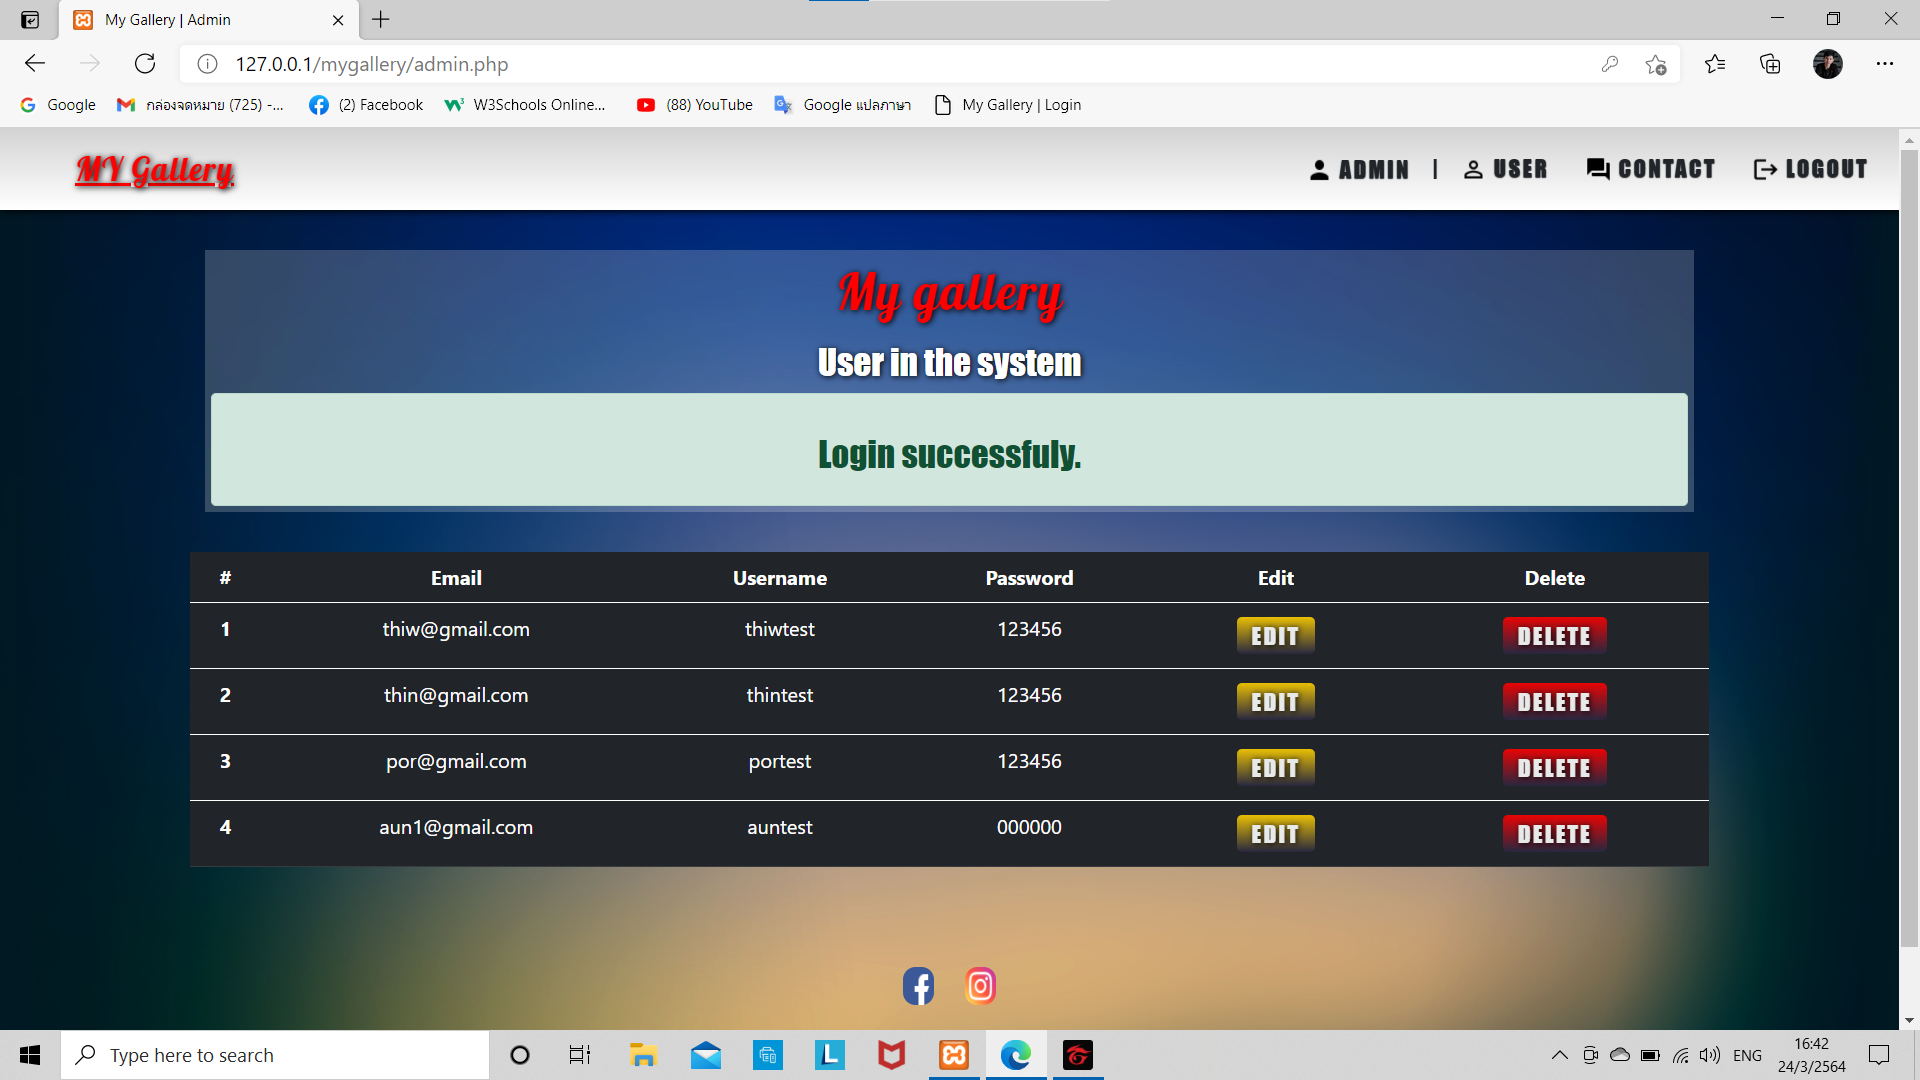 My Gallery | Admin
127.0.0.1/mygallery/admin.php
Google กล่องจดหมาย (725) -... (2) Facebook W3Schools Online... (88) YouTube Google แปลภาษา My Gallery | Login
MY Gallery ADMIN | USER CONTACT LOGOUT
My gallery
User in the system
Login successfuly.
# Email Username Password Edit Delete
1 thiw@gmail.com thiwtest 123456 EDIT DELETE
2 thin@gmail.com thintest 123456 EDIT DELETE
3 por@gmail.com portest 123456 EDIT DELETE
4 aun1@gmail.com auntest 000000 EDIT DELETE
Type here to search
ENG
16:42
24/3/2564